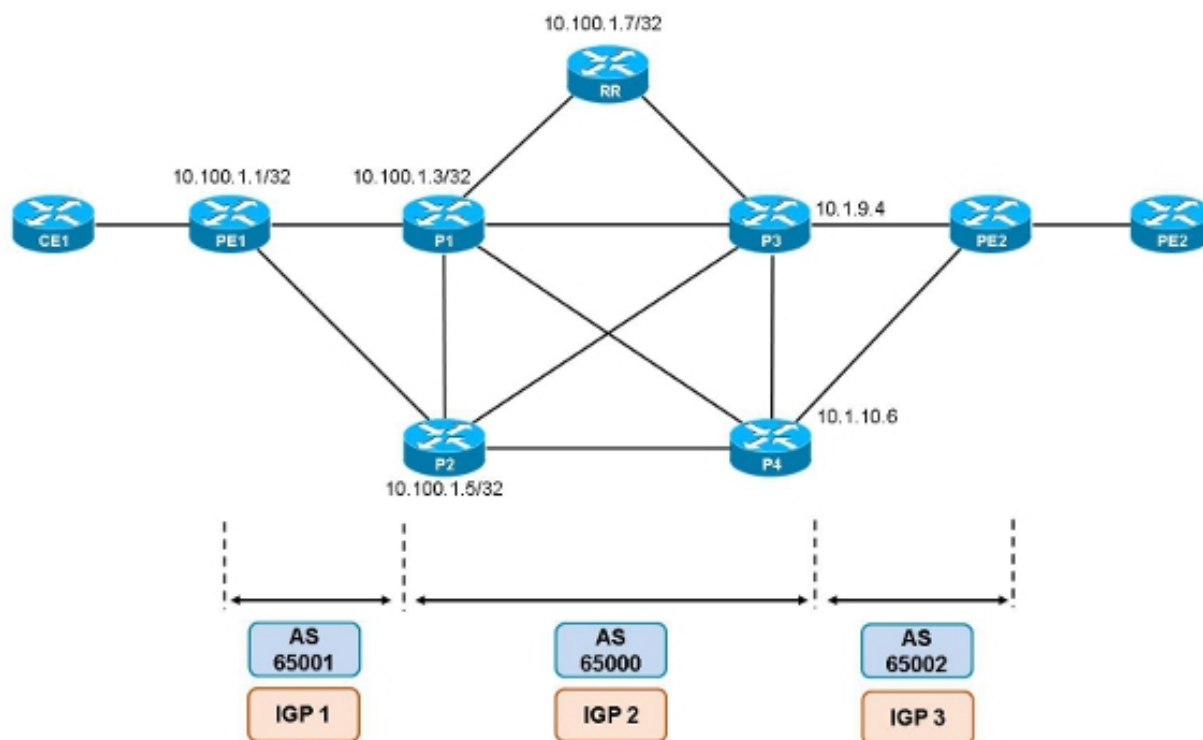 10.100.1.7/32
RR
10.100.1.1/32
10.100.1.3/32
10.1.9.4
CE1
PE1
P1
P3
PE2
PE2
10.1.10.6
P2
P4
10.100.1.5/32
AS
65001
AS
65000
AS
65002
IGP 1
IGP 2
IGP 3